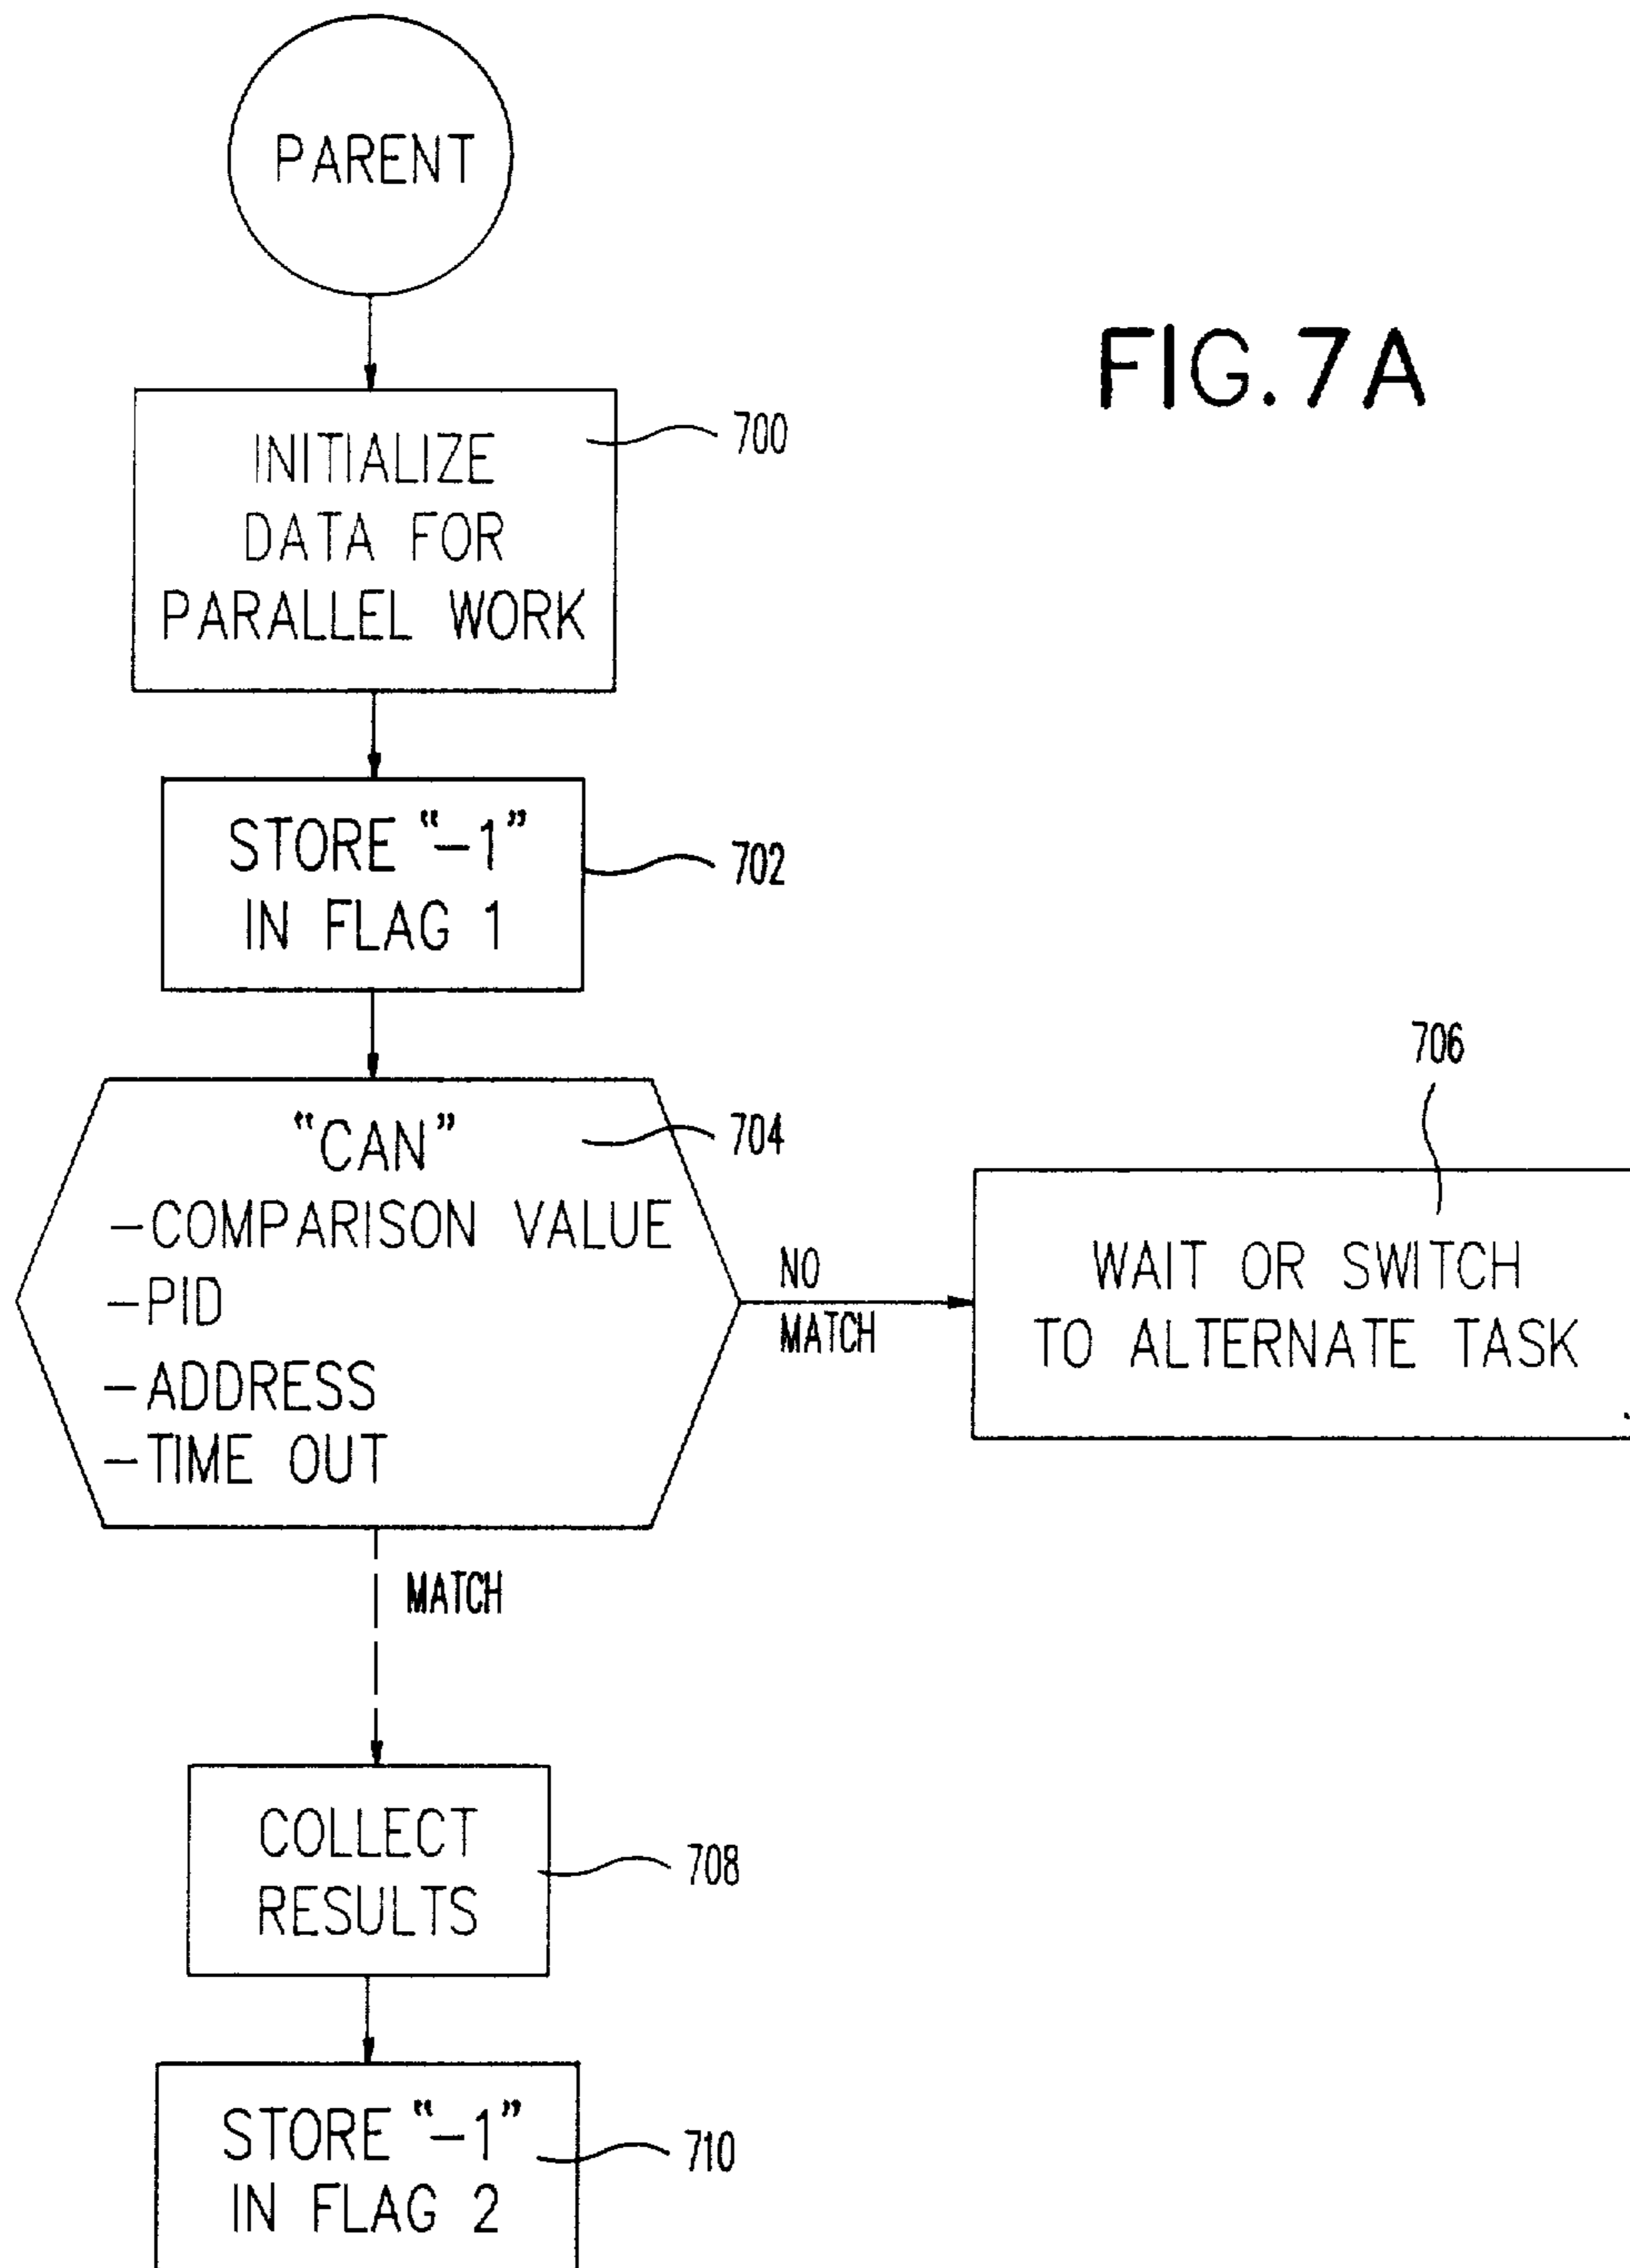 PARENT
FIG. 7A
INITIALIZE
DATA FOR
PARALLEL WORK
700
STORE “−1”
IN FLAG 1
702
“CAN”
−COMPARISON VALUE
−PID
−ADDRESS
−TIME OUT
704
NO
MATCH
706
WAIT OR SWITCH
TO ALTERNATE TASK
MATCH
COLLECT
RESULTS
708
STORE “−1”
IN FLAG 2
710